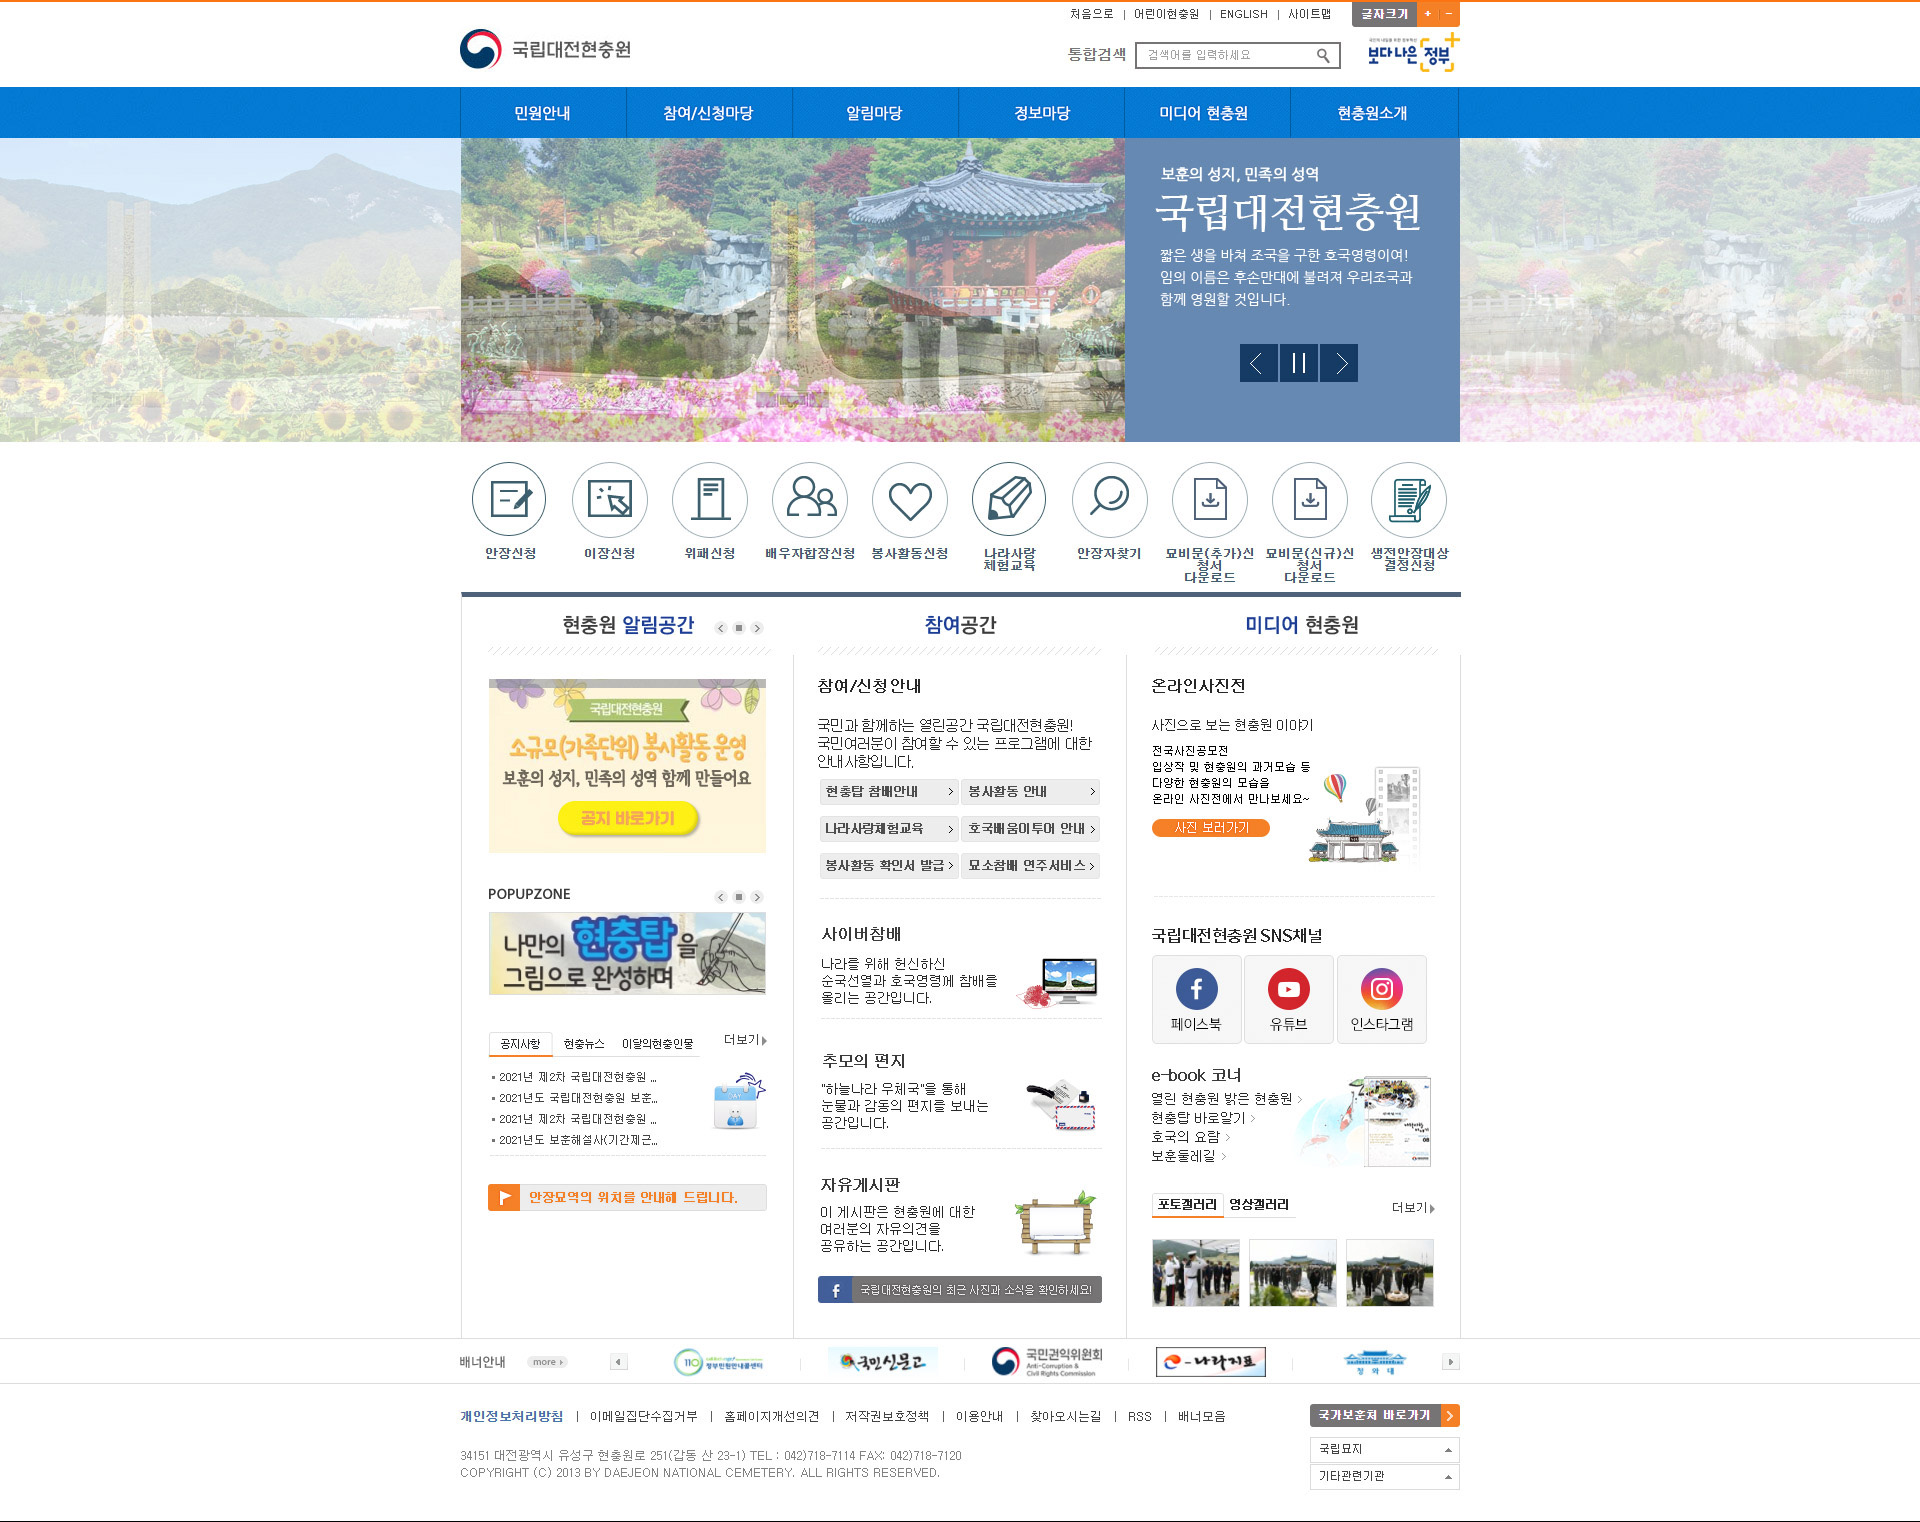 처음으로 | 어린이현충원 | ENGLISH | 사이트맵
글자크기 + -
국립대전현충원
통합검색
검색어를 입력하세요
보다나은 정부
민원안내
참여/신청마당
알림마당
정보마당
미디어 현충원
현충원소개
보훈의 성지, 민족의 성역
국립대전현충원
짧은 생을 바쳐 조국을 구한 호국영령이여!
임의 이름은 후손만대에 불려져 우리조국과
함께 영원할 것입니다.
안장신청
이장신청
위패신청
배우자합장신청
봉사활동신청
나라사랑
체험교육
안장자찾기
묘비문(추가)신
청서
다운로드
묘비문(신규)신
청서
다운로드
생전안장대상
결정신청
현충원 알림공간
국립대전현충원
소규모(가족단위) 봉사활동 운영
보훈의 성지, 민족의 성역 함께 만들어요
공지 바로가기
POPUPZONE
나만의 현충탑을
그림으로 완성하며
공지사항
현충뉴스
이달의현충인물
더보기
2021년 제2차 국립대전현충원 ...
2021년도 국립대전현충원 보훈...
2021년 제2차 국립대전현충원 ...
2021년도 보훈해설사(기간제근...
안장묘역의 위치를 안내해 드립니다.
참여공간
참여/신청 안내
국민과 함께하는 열린공간 국립대전현충원!
국민여러분이 참여할 수 있는 프로그램에 대한
안내사항입니다.
현충탑 참배안내
봉사활동 안내
나라사랑체험교육
호국배움이투어 안내
봉사활동 확인서 발급
묘소참배 연주서비스
사이버참배
나라를 위해 헌신하신
순국선열과 호국영령께 참배을
올리는 공간입니다.
추모의 편지
"하늘나라 우체국"을 통해
눈물과 감동의 편지를 보내는
공간입니다.
자유게시판
이 게시판은 현충원에 대한
여러분의 자유의견을
공유하는 공간입니다.
국립대전현충원의 최근 사진과 소식을 확인하세요!
미디어 현충원
온라인사진전
사진으로 보는 현충원 이야기
전국사진공모전
입상작 및 현충원의 과거모습 등
다양한 현충원의 모습을
온라인 사진전에서 만나보세요~
사진 보러가기
국립대전현충원 SNS채널
페이스북
유튜브
인스타그램
e-book 코너
열린 현충원 밝은 현충원
현충탑 바로알기
호국의 요람
보훈둘레길
포토갤러리
영상갤러리
더보기
배너안내
more
110 정부민원안내콜센터
국민신문고
국민권익위원회
Anti-Corruption &
Civil Rights Commission
e-나라지표
청와대
개인정보처리방침 | 이메일집단수집거부 | 홈페이지개선의견 | 저작권보호정책 | 이용안내 | 찾아오시는길 | RSS | 배너모음
국가보훈처 바로가기
국립묘지
기타관련기관
34151 대전광역시 유성구 현충원로 251(갑동 산 23-1) TEL : 042)718-7114 FAX: 042)718-7120
COPYRIGHT (C) 2013 BY DAEJEON NATIONAL CEMETERY. ALL RIGHTS RESERVED.